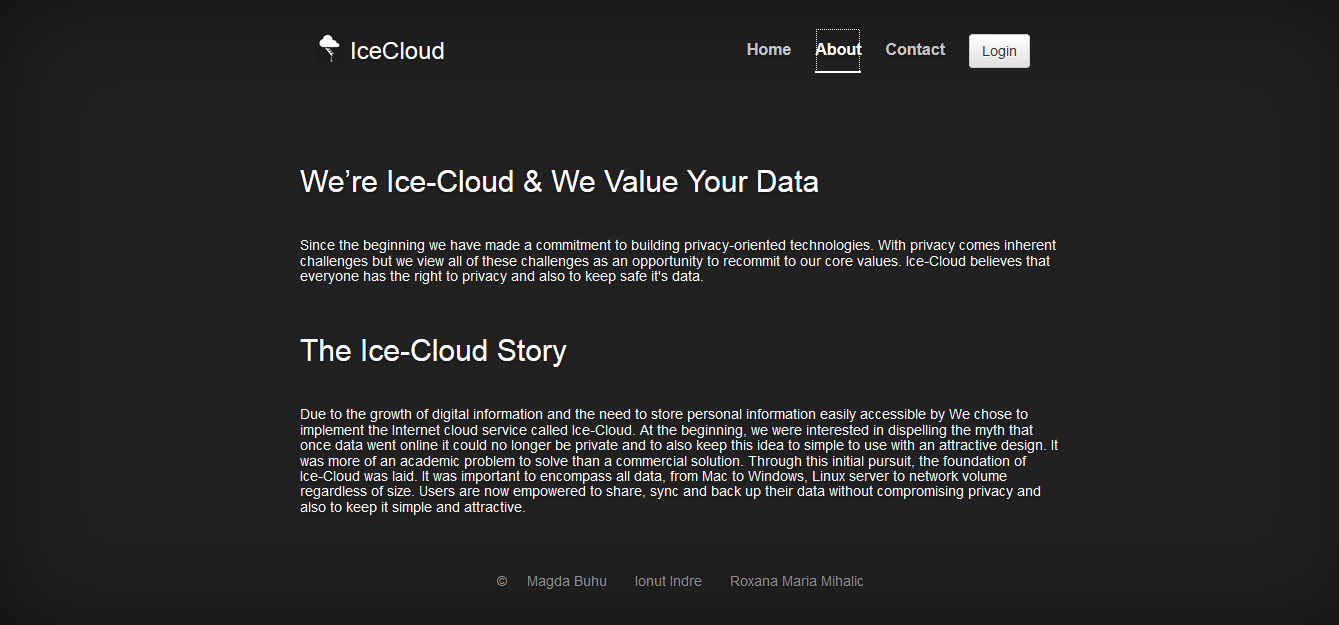 IceCloud
Home About Contact Login
We’re Ice-Cloud & We Value Your Data
Since the beginning we have made a commitment to building privacy-oriented technologies. With privacy comes inherent
challenges but we view all of these challenges as an opportunity to recommit to our core values. Ice-Cloud believes that
everyone has the right to privacy and also to keep safe it's data.
The Ice-Cloud Story
Due to the growth of digital information and the need to store personal information easily accessible by We chose to
implement the Internet cloud service called Ice-Cloud. At the beginning, we were interested in dispelling the myth that
once data went online it could no longer be private and to also keep this idea to simple to use with an attractive design. It
was more of an academic problem to solve than a commercial solution. Through this initial pursuit, the foundation of
Ice-Cloud was laid. It was important to encompass all data, from Mac to Windows, Linux server to network volume
regardless of size. Users are now empowered to share, sync and back up their data without compromising privacy and
also to keep it simple and attractive.
© Magda Buhu Ionut Indre Roxana Maria Mihalic